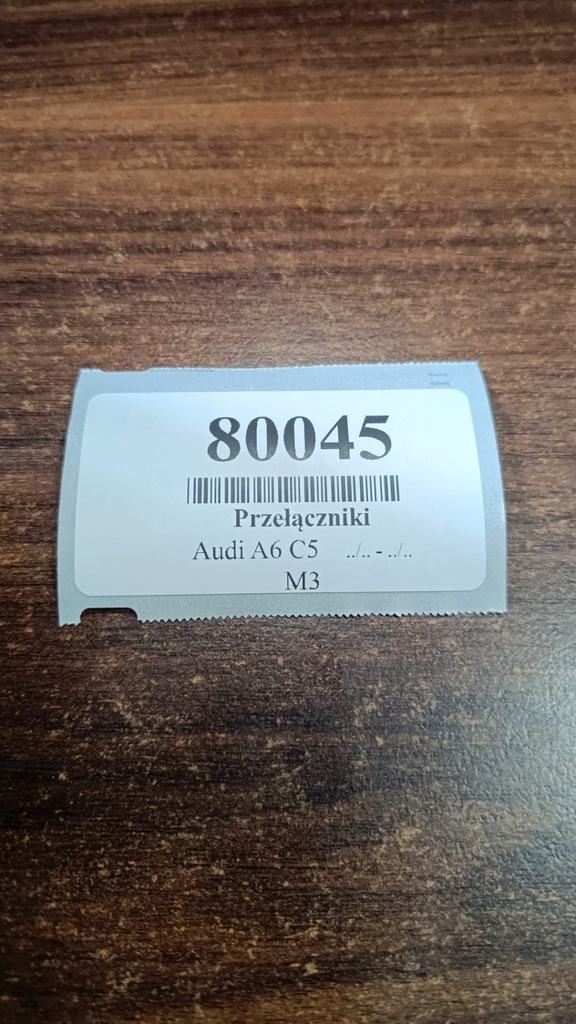 80045
Przełączniki
Audi A6 C5 ../.. - ../..
M3